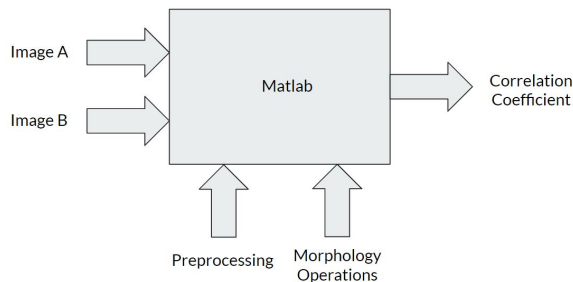 Image A
Matlab
Correlation
Coefficient
Image B
Preprocessing
Morphology
Operations